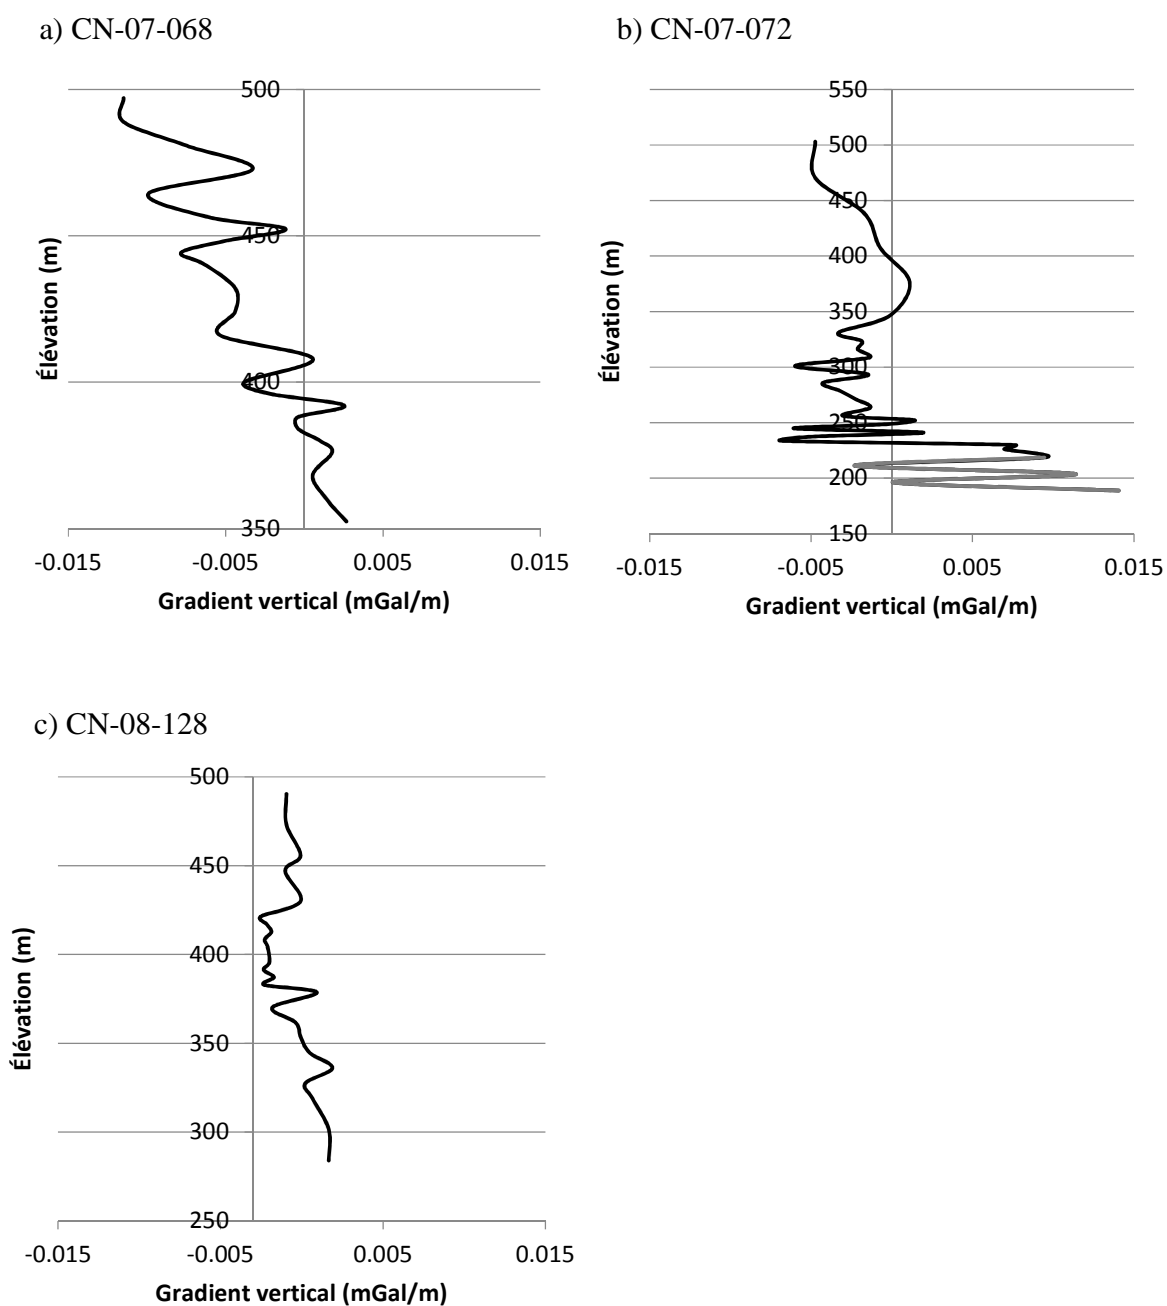 a) CN-07-068
500
450
400
350
Élévation (m)
-0.015 -0.005 0.005 0.015
Gradient vertical (mGal/m)
b) CN-07-072
550
500
450
400
350
300
250
200
150
Élévation (m)
-0.015 -0.005 0.005 0.015
Gradient vertical (mGal/m)
c) CN-08-128
500
450
400
350
300
250
Élévation (m)
-0.015 -0.005 0.005 0.015
Gradient vertical (mGal/m)